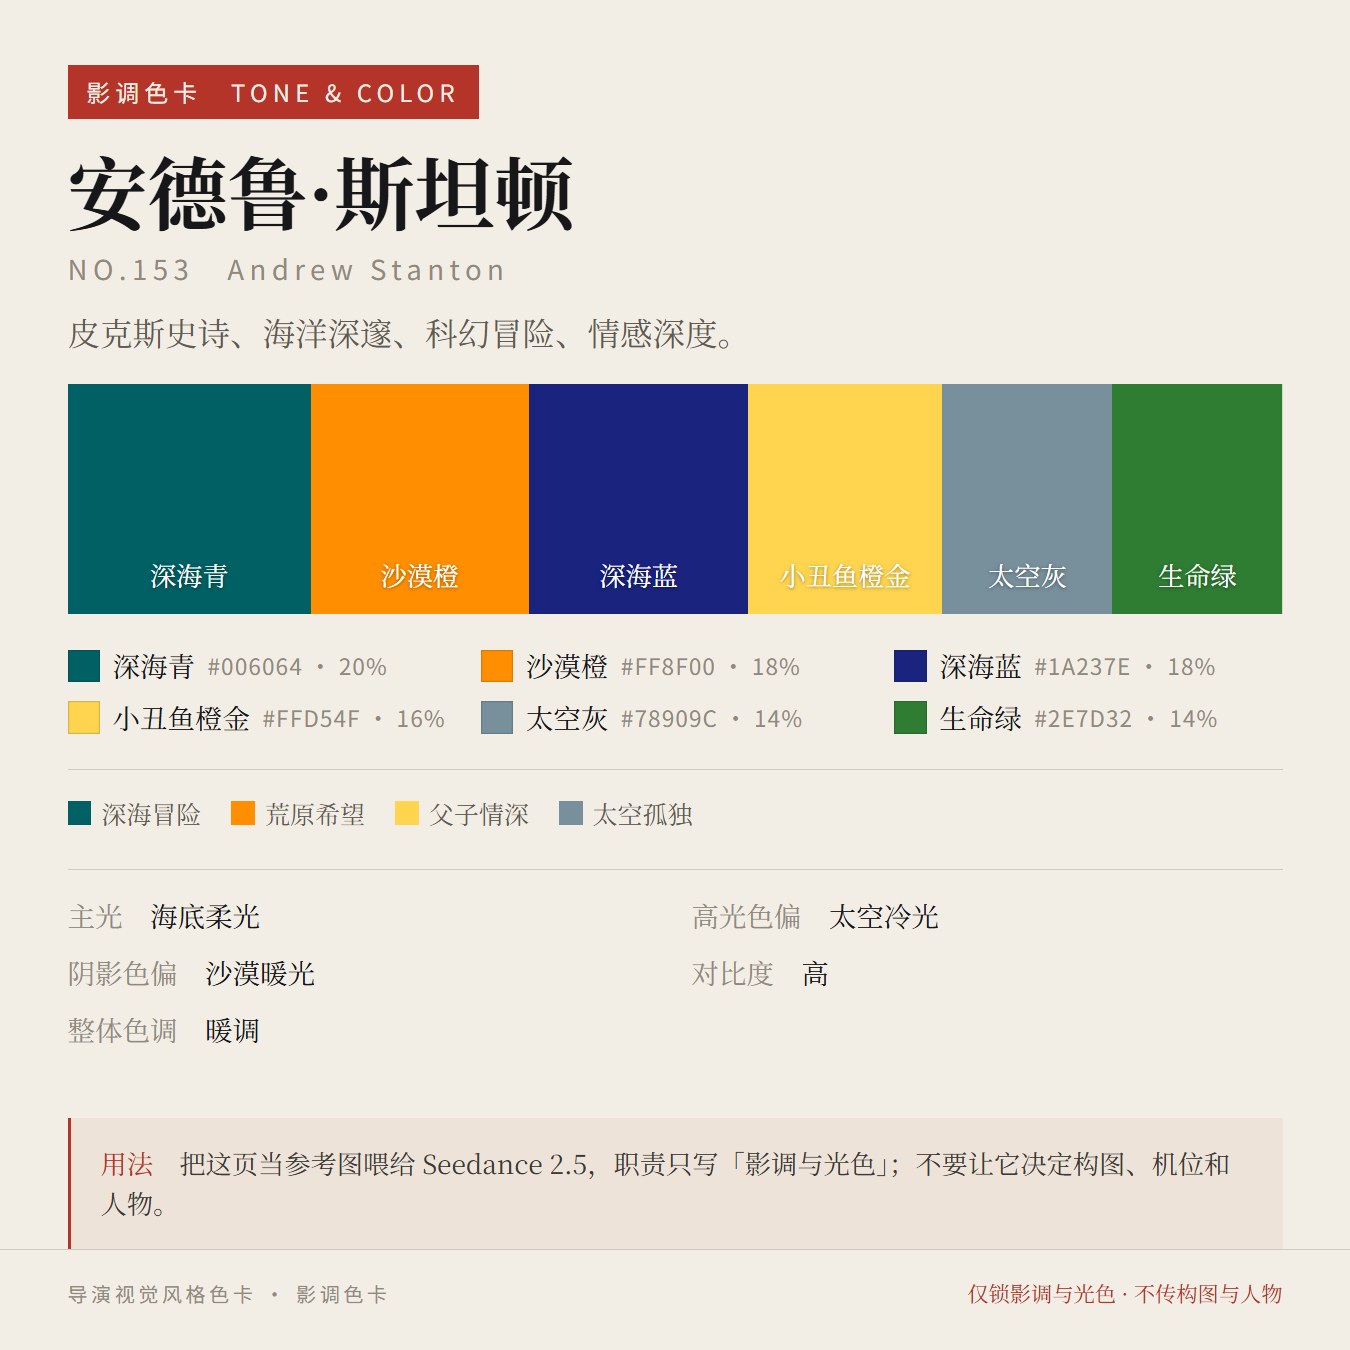 影调色卡 TONE & COLOR
安德鲁·斯坦顿
NO.153 Andrew Stanton
皮克斯史诗、海洋深邃、科幻冒险、情感深度。
深海青 沙漠橙 深海蓝 小丑鱼橙金 太空灰 生命绿
深海青 #006064 · 20% 沙漠橙 #FF8F00 · 18% 深海蓝 #1A237E · 18%
小丑鱼橙金 #FFD54F · 16% 太空灰 #78909C · 14% 生命绿 #2E7D32 · 14%
深海冒险 荒原希望 父子情深 太空孤独
主光 海底柔光 高光色偏 太空冷光
阴影色偏 沙漠暖光 对比度 高
整体色调 暖调
用法 把这页当参考图喂给 Seedance 2.5，职责只写「影调与光色」；不要让它决定构图、机位和
人物。
导演视觉风格色卡 · 影调色卡 仅锁影调与光色 · 不传构图与人物